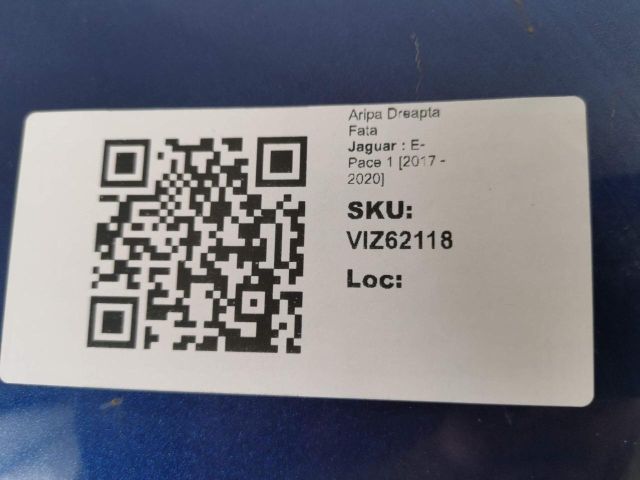 Aripa Dreapta
Fata
Jaguar : E-
Pace 1 [2017 -
2020]
SKU:
VIZ62118
Loc: